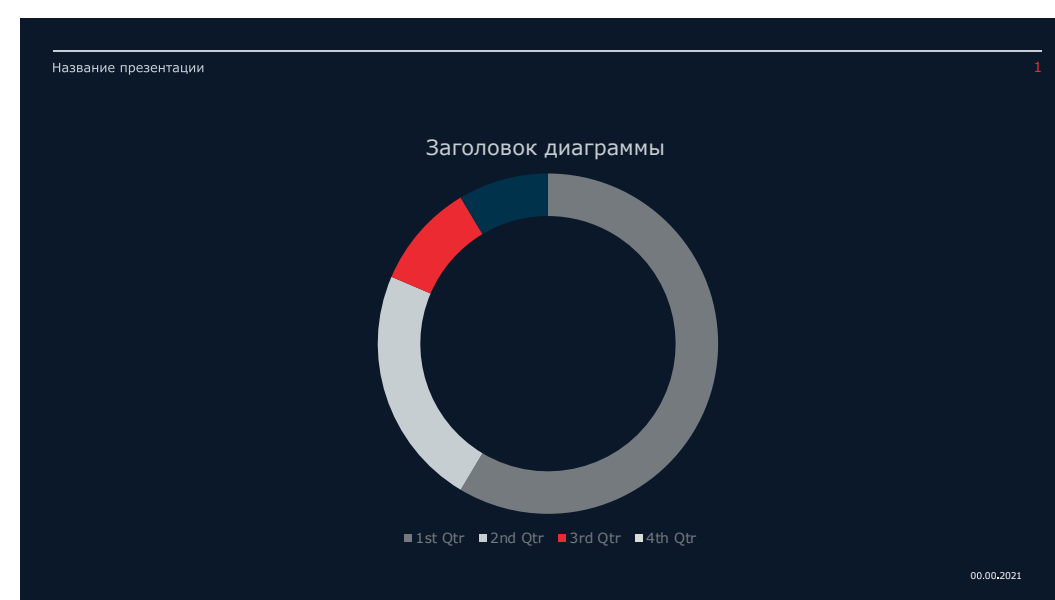 Название презентации
1
Заголовок диаграммы
1st Qtr 2nd Qtr 3rd Qtr 4th Qtr
00.00.2021